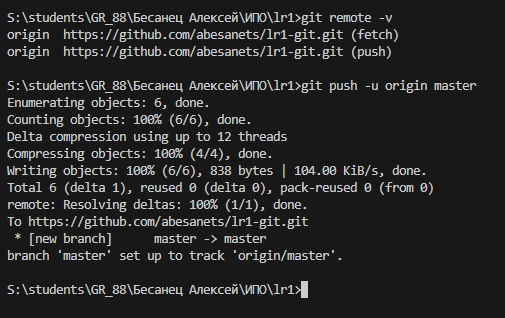 S:\students\GR_88\Бесанец Алексей\ИПО\lr1>git remote -v
origin  https://github.com/abesanets/lr1-git.git (fetch)
origin  https://github.com/abesanets/lr1-git.git (push)
S:\students\GR_88\Бесанец Алексей\ИПО\lr1>git push -u origin master
Enumerating objects: 6, done.
Counting objects: 100% (6/6), done.
Delta compression using up to 12 threads
Compressing objects: 100% (4/4), done.
Writing objects: 100% (6/6), 838 bytes | 104.00 KiB/s, done.
Total 6 (delta 1), reused 0 (delta 0), pack-reused 0 (from 0)
remote: Resolving deltas: 100% (1/1), done.
To https://github.com/abesanets/lr1-git.git
 * [new branch]      master -> master
branch 'master' set up to track 'origin/master'.
S:\students\GR_88\Бесанец Алексей\ИПО\lr1>